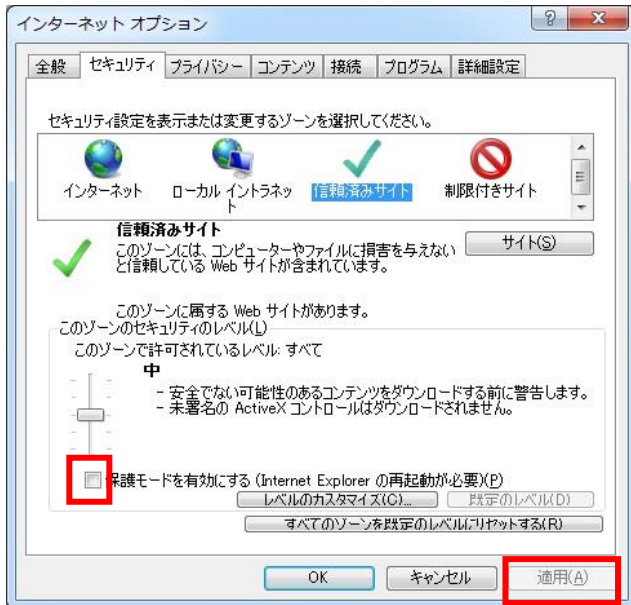 インターネット オプション
全般 セキュリティ プライバシー コンテンツ 接続 プログラム 詳細設定
セキュリティ設定を表示または変更するゾーンを選択してください。
インターネット ローカル イントラネット 信頼済みサイト 制限付きサイト
信頼済みサイト
このゾーンには、コンピューターやファイルに損害を与えない
と信頼している Web サイトが含まれています。
サイト(S)
このゾーンに属する Web サイトがあります。
このゾーンのセキュリティのレベル(L)
このゾーンで許可されているレベル: すべて
中
- 安全でない可能性のあるコンテンツをダウンロードする前に警告します。
- 未署名の ActiveX コントロールはダウンロードされません。
保護モードを有効にする (Internet Explorer の再起動が必要)(P)
レベルのカスタマイズ(C)... 既定のレベル(D)
すべてのゾーンを既定のレベルにリセットする(R)
OK キャンセル 適用(A)